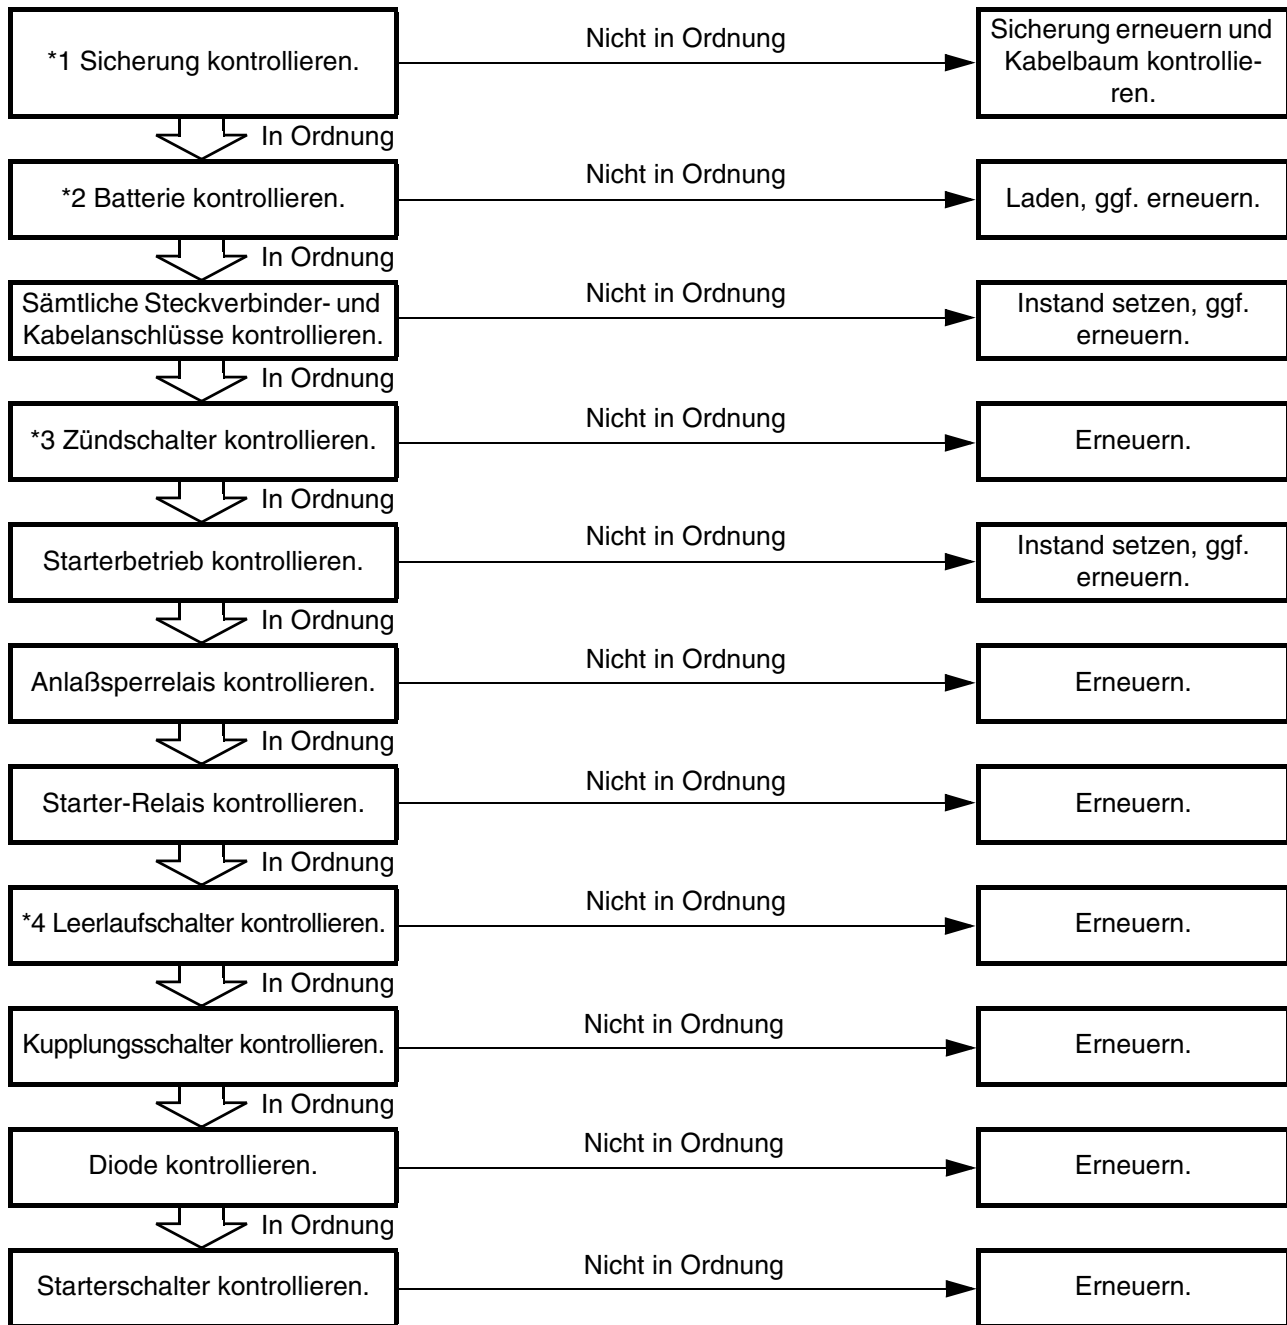 *1 Sicherung kontrollieren.
Nicht in Ordnung
Sicherung erneuern und
Kabelbaum kontrollie-
ren.
In Ordnung
*2 Batterie kontrollieren.
Nicht in Ordnung
Laden, ggf. erneuern.
In Ordnung
Sämtliche Steckverbinder- und
Kabelanschlüsse kontrollieren.
Nicht in Ordnung
Instand setzen, ggf.
erneuern.
In Ordnung
*3 Zündschalter kontrollieren.
Nicht in Ordnung
Erneuern.
In Ordnung
Starterbetrieb kontrollieren.
Nicht in Ordnung
Instand setzen, ggf.
erneuern.
In Ordnung
Anlaßsperrelais kontrollieren.
Nicht in Ordnung
Erneuern.
In Ordnung
Starter-Relais kontrollieren.
Nicht in Ordnung
Erneuern.
In Ordnung
*4 Leerlaufschalter kontrollieren.
Nicht in Ordnung
Erneuern.
In Ordnung
Kupplungsschalter kontrollieren.
Nicht in Ordnung
Erneuern.
In Ordnung
Diode kontrollieren.
Nicht in Ordnung
Erneuern.
In Ordnung
Starterschalter kontrollieren.
Nicht in Ordnung
Erneuern.